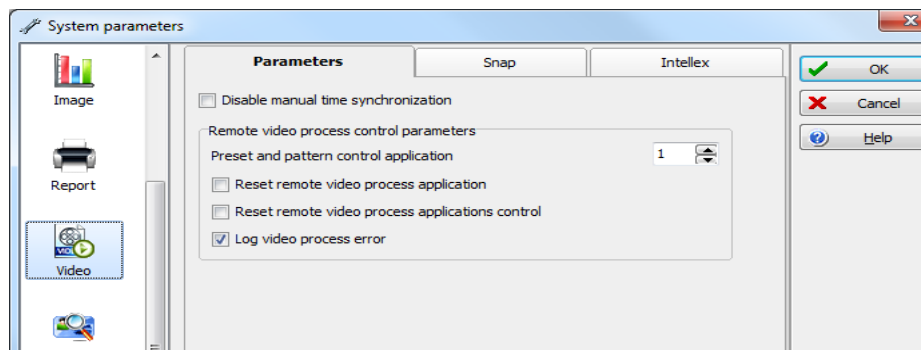 System parameters
Image
Report
Video
Parameters
Snap
Intellex
Disable manual time synchronization
Remote video process control parameters
Preset and pattern control application
1
Reset remote video process application
Reset remote video process applications control
Log video process error
OK
Cancel
Help